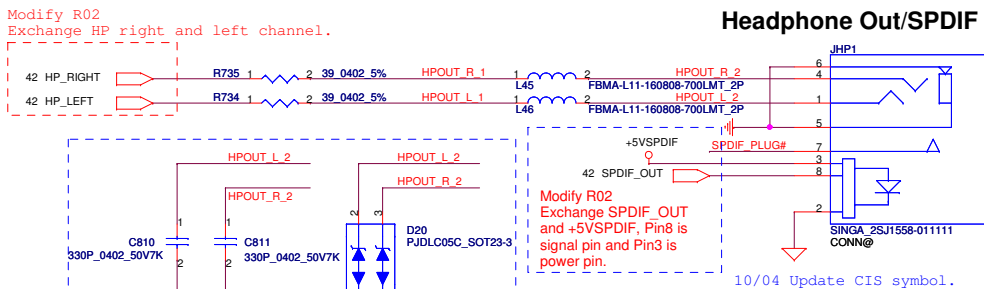 Modify R02
Exchange HP right and left channel.
Headphone Out/SPDIF
JHP1
42 HP_RIGHT R735 1 2 39_0402_5% HPOUT_R_1 1 2 HPOUT_R_2
L45 FBMA-L11-160808-700LMT_2P
42 HP_LEFT R734 1 2 39_0402_5% HPOUT_L_1 1 2 HPOUT_L_2
L46 FBMA-L11-160808-700LMT_2P
6
4
1
5
7
3
8
2
+5VSPDIF
SPDIF_PLUG#
42 SPDIF_OUT
Modify R02
Exchange SPDIF_OUT
and +5VSPDIF, Pin8 is
signal pin and Pin3 is
power pin.
HPOUT_L_2
HPOUT_R_2
HPOUT_L_2
HPOUT_R_2
1
C810
330P_0402_50V7K
2
1
C811
330P_0402_50V7K
2
2 3
D20
PJDLC05C_SOT23-3
SINGA_2SJ1558-011111
CONN@
10/04 Update CIS symbol.